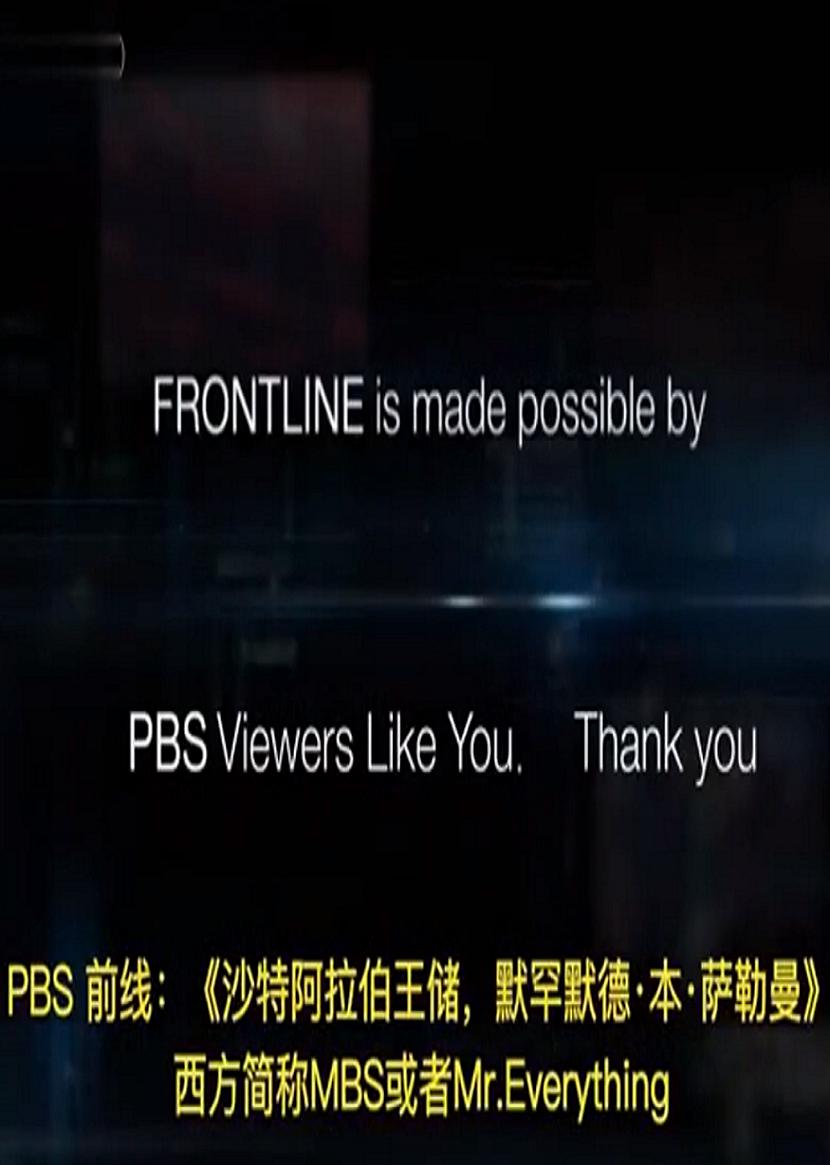 FRONTLINE is made possible by
PBS Viewers Like You. Thank you
PBS 前线：《沙特阿拉伯王储，默罕默德·本·萨勒曼》
西方简称MBS或者Mr.Everything